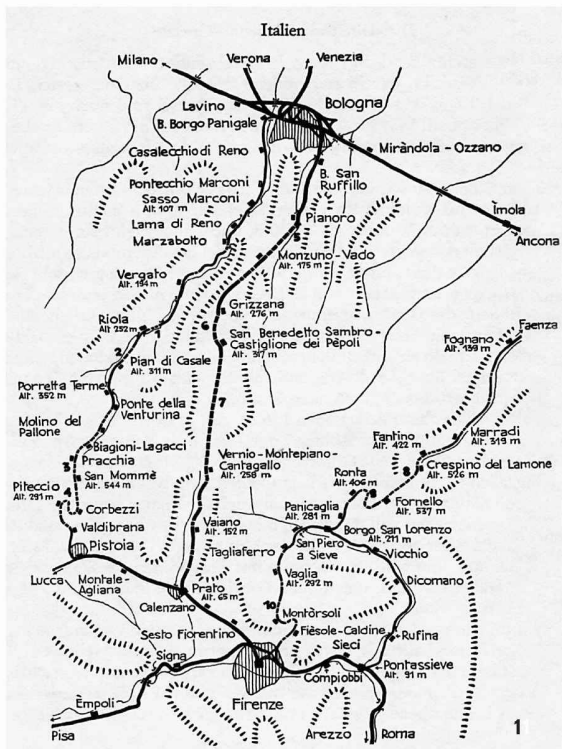 Italien
Milano
Verona
Venezia
Lavino
Bologna
B. Borgo Panigale
Casalecchio di Reno
Miràndola - Ozzano
Pontecchio Marconi
B. San
Ruffillo
Sasso Marconi
Alt. 107 m
Ìmola
Lama di Reno
Pianoro
Marzabotto
5
Ancona
Monzuno - Vado
Alt. 175 m
Vergato
Alt. 194 m
Grizzana
Alt. 276 m
Riola
Alt. 252 m
6
San Benedetto Sambro -
Castiglione dei Pèpoli
Alt. 317 m
Faenza
Fognano
Alt. 139 m
2
Pian di Casale
Alt. 311 m
Porretta Terme
Alt. 352 m
7
Ponte della
Venturina
Molino del
Pallone
Marradi
Alt. 319 m
Fantino
Alt. 422 m
Biagioni-Lagacci
3
Pracchia
Vernio - Montepiano -
Cantagallo
Alt. 256 m
8
Crespino del Lamone
Alt. 526 m
San Mommè
Alt. 544 m
Ronta
Alt. 406 m
Piteccio
Alt. 291 m
4
9
Fornello
Alt. 537 m
Corbezzi
Panicaglia
Alt. 281 m
Valdibrana
Vaiano
Alt. 152 m
Borgo San Lorenzo
Alt. 211 m
Pistoia
Tagliaferro
San Piero
a Sieve
Vicchio
Lucca
Montale-
Agliana
Vaglia
Alt. 292 m
Dicomano
Prato
Alt. 65 m
Calenzano
10
Montòrsoli
Sesto Fiorentino
Fièsole - Caldine
Rufina
Signa
Sieci
Pontassieve
Alt. 91 m
Compiobbi
Èmpoli
Firenze
Pisa
Arezzo
Roma
1